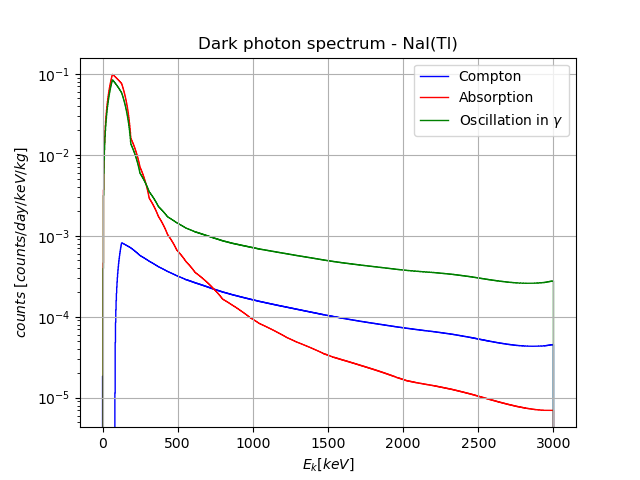 Dark photon spectrum - NaI(Tl)
Compton
Absorption
Oscillation in γ
10⁻¹
10⁻²
10⁻³
10⁻⁴
10⁻⁵
counts [counts/day/keV/kg]
0 500 1000 1500 2000 2500 3000
Eₖ[keV]